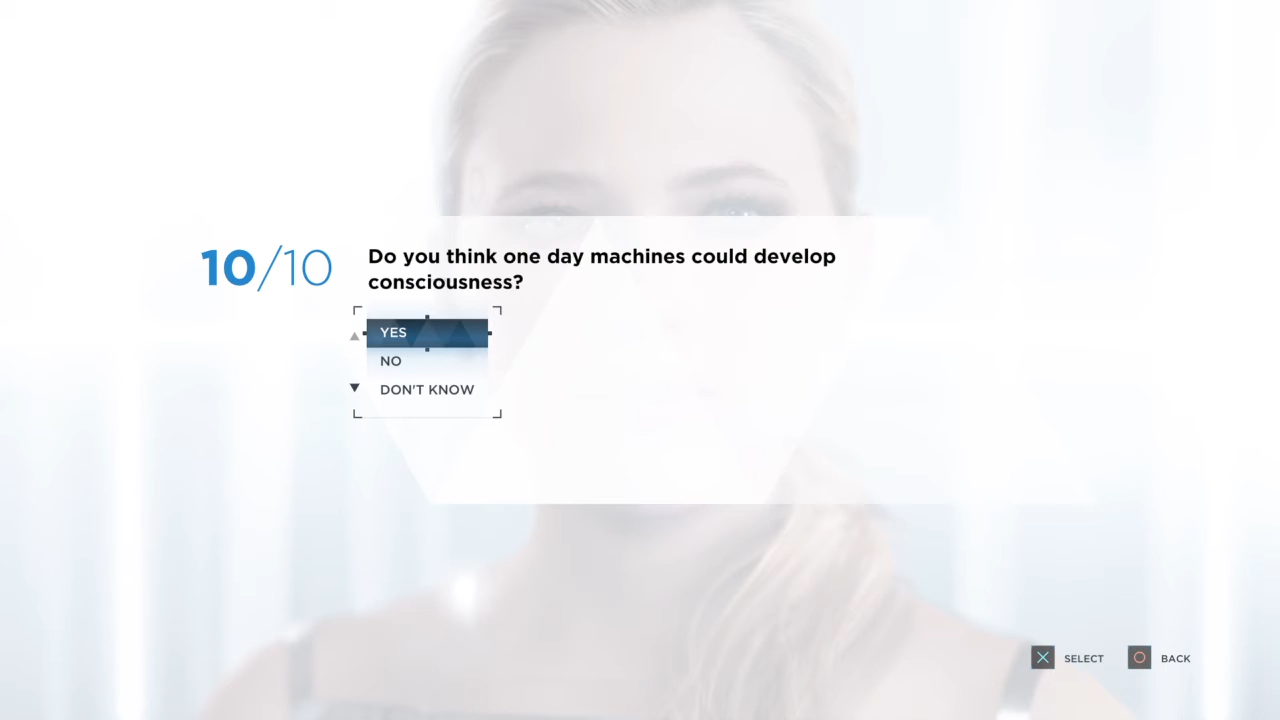 10/10
Do you think one day machines could develop
consciousness?
YES
NO
DON'T KNOW
SELECT
BACK